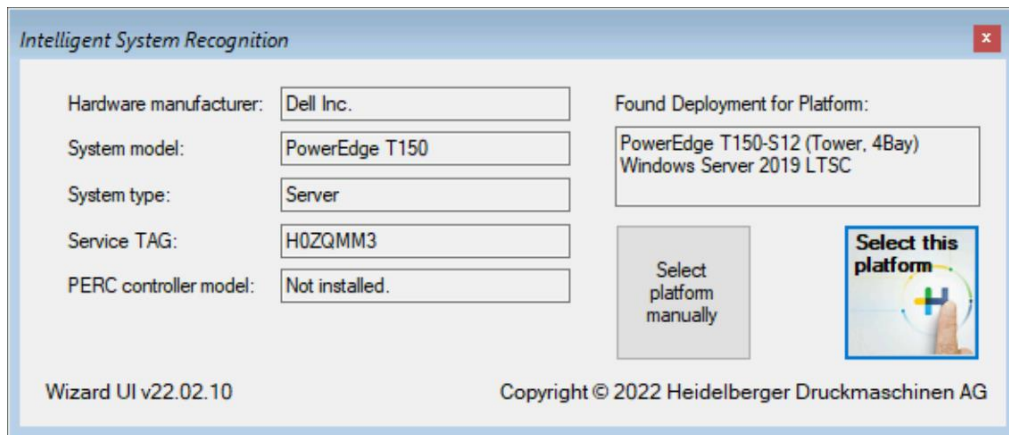 Intelligent System Recognition
x
Hardware manufacturer: Dell Inc.
System model: PowerEdge T150
System type: Server
Service TAG: H0ZQMM3
PERC controller model: Not installed.
Found Deployment for Platform:
PowerEdge T150-S12 (Tower, 4Bay)
Windows Server 2019 LTSC
Select
platform
manually
Select this
platform
Wizard UI v22.02.10
Copyright © 2022 Heidelberger Druckmaschinen AG